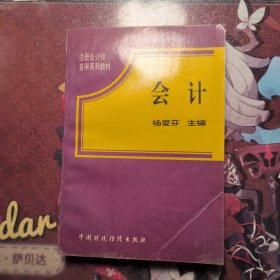 注册会计师
自学系列教材
会计
杨爱芬 主编
中国财政经济出版社
dar
·萨贝达